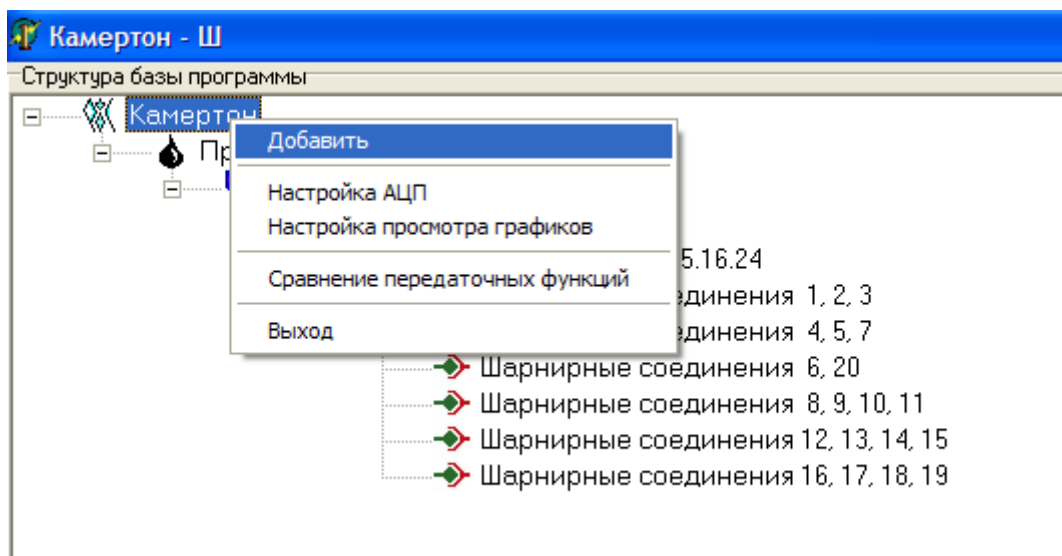 Камертон - Ш
Структура базы программы
Камертон
Добавить
Настройка АЦП
Настройка просмотра графиков
5.16.24
Сравнение передаточных функций
1, 2, 3
Выход
4, 5, 7
Шарнирные соединения 6, 20
Шарнирные соединения 8, 9, 10, 11
Шарнирные соединения 12, 13, 14, 15
Шарнирные соединения 16, 17, 18, 19